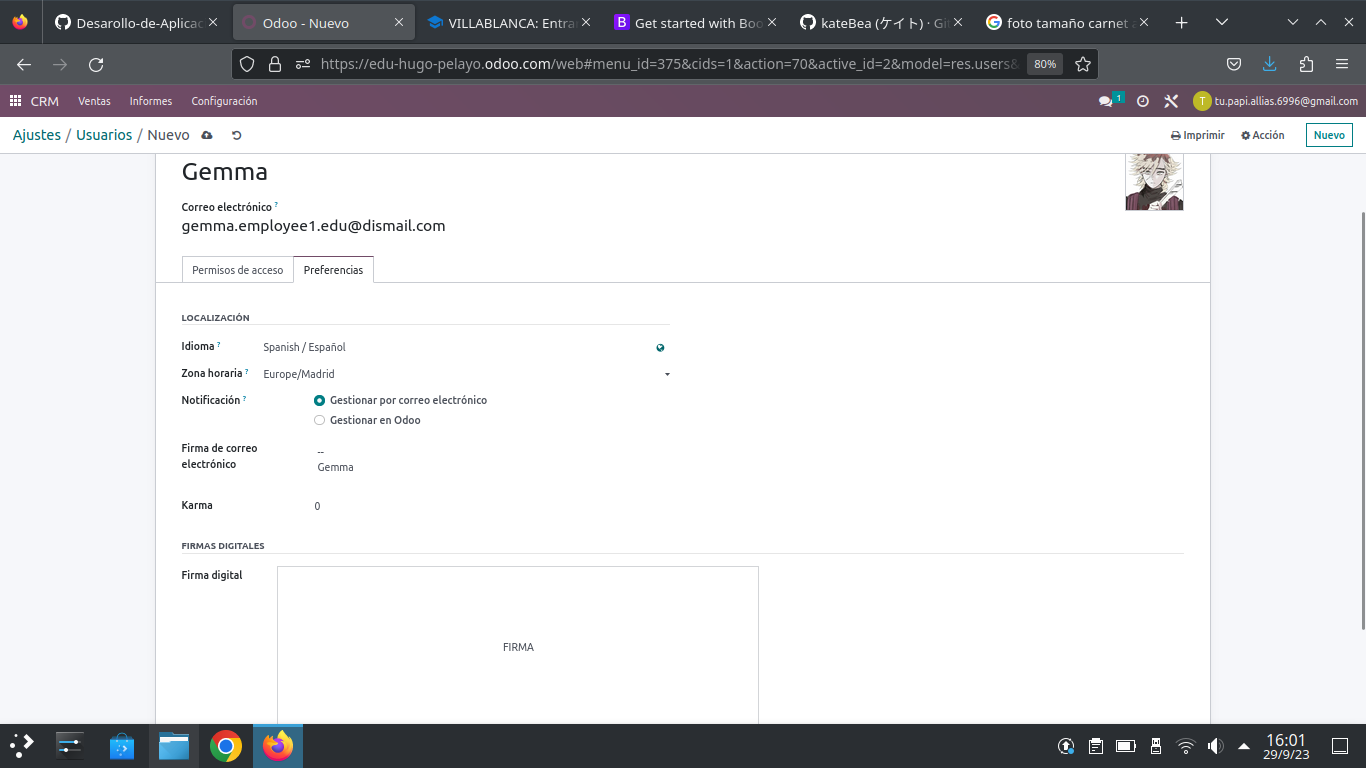 Desarollo-de-Aplicac
Odoo - Nuevo
VILLABLANCA: Entra
Get started with Boo
kateBea (ケイト) · Gi
foto tamaño carnet
https://edu-hugo-pelayo.odoo.com/web#menu_id=375&cids=1&action=70&active_id=2&model=res.users&
80%
CRM
Ventas
Informes
Configuración
1
T
tu.papi.allias.6996@gmail.com
Ajustes / Usuarios / Nuevo
Imprimir
Acción
Nuevo
Gemma
Correo electrónico ?
gemma.employee1.edu@dismail.com
Permisos de acceso
Preferencias
LOCALIZACIÓN
Idioma ?
Spanish / Español
Zona horaria ?
Europe/Madrid
Notificación ?
Gestionar por correo electrónico
Gestionar en Odoo
Firma de correo
electrónico
--
Gemma
Karma
0
FIRMAS DIGITALES
Firma digital
FIRMA
16:01
29/9/23